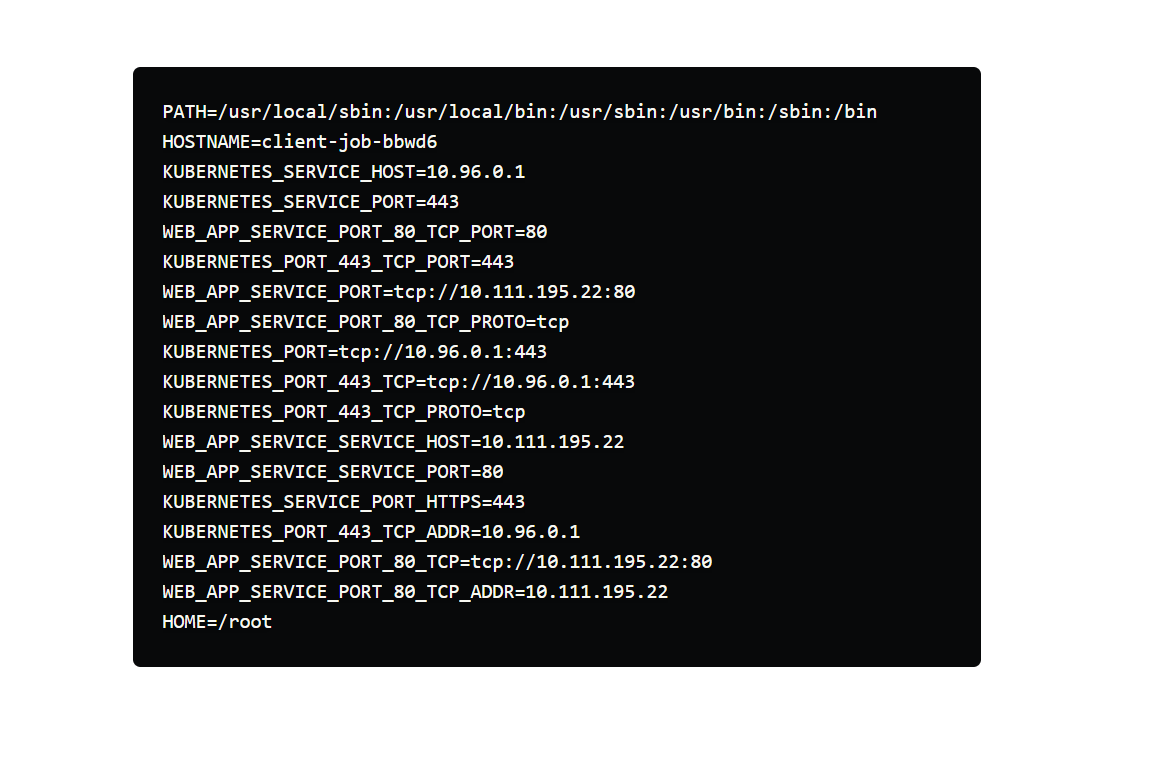 PATH=/usr/local/sbin:/usr/local/bin:/usr/sbin:/usr/bin:/sbin:/bin
HOSTNAME=client-job-bbwd6
KUBERNETES_SERVICE_HOST=10.96.0.1
KUBERNETES_SERVICE_PORT=443
WEB_APP_SERVICE_PORT_80_TCP_PORT=80
KUBERNETES_PORT_443_TCP_PORT=443
WEB_APP_SERVICE_PORT=tcp://10.111.195.22:80
WEB_APP_SERVICE_PORT_80_TCP_PROTO=tcp
KUBERNETES_PORT=tcp://10.96.0.1:443
KUBERNETES_PORT_443_TCP=tcp://10.96.0.1:443
KUBERNETES_PORT_443_TCP_PROTO=tcp
WEB_APP_SERVICE_SERVICE_HOST=10.111.195.22
WEB_APP_SERVICE_SERVICE_PORT=80
KUBERNETES_SERVICE_PORT_HTTPS=443
KUBERNETES_PORT_443_TCP_ADDR=10.96.0.1
WEB_APP_SERVICE_PORT_80_TCP=tcp://10.111.195.22:80
WEB_APP_SERVICE_PORT_80_TCP_ADDR=10.111.195.22
HOME=/root